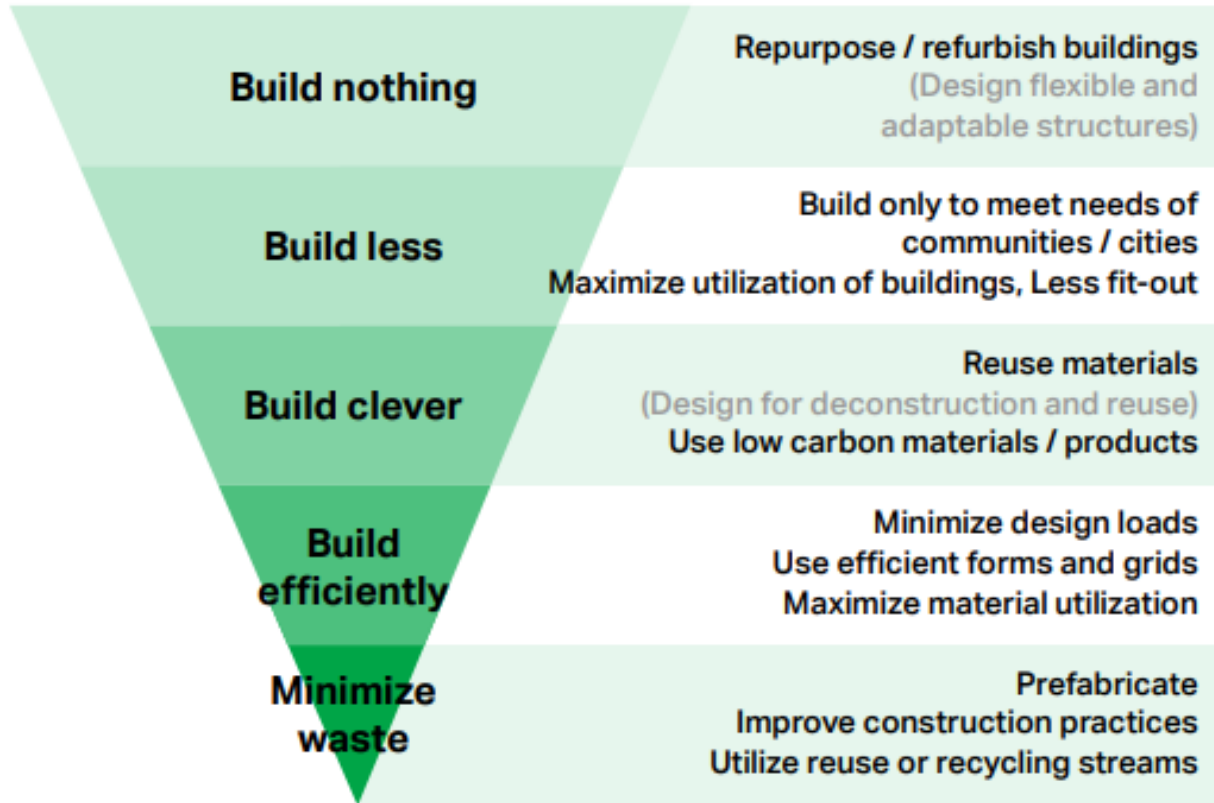 Build nothing
Repurpose / refurbish buildings
(Design flexible and
adaptable structures)
Build less
Build only to meet needs of
communities / cities
Maximize utilization of buildings, Less fit-out
Build clever
Reuse materials
(Design for deconstruction and reuse)
Use low carbon materials / products
Build
efficiently
Minimize design loads
Use efficient forms and grids
Maximize material utilization
Minimize
waste
Prefabricate
Improve construction practices
Utilize reuse or recycling streams